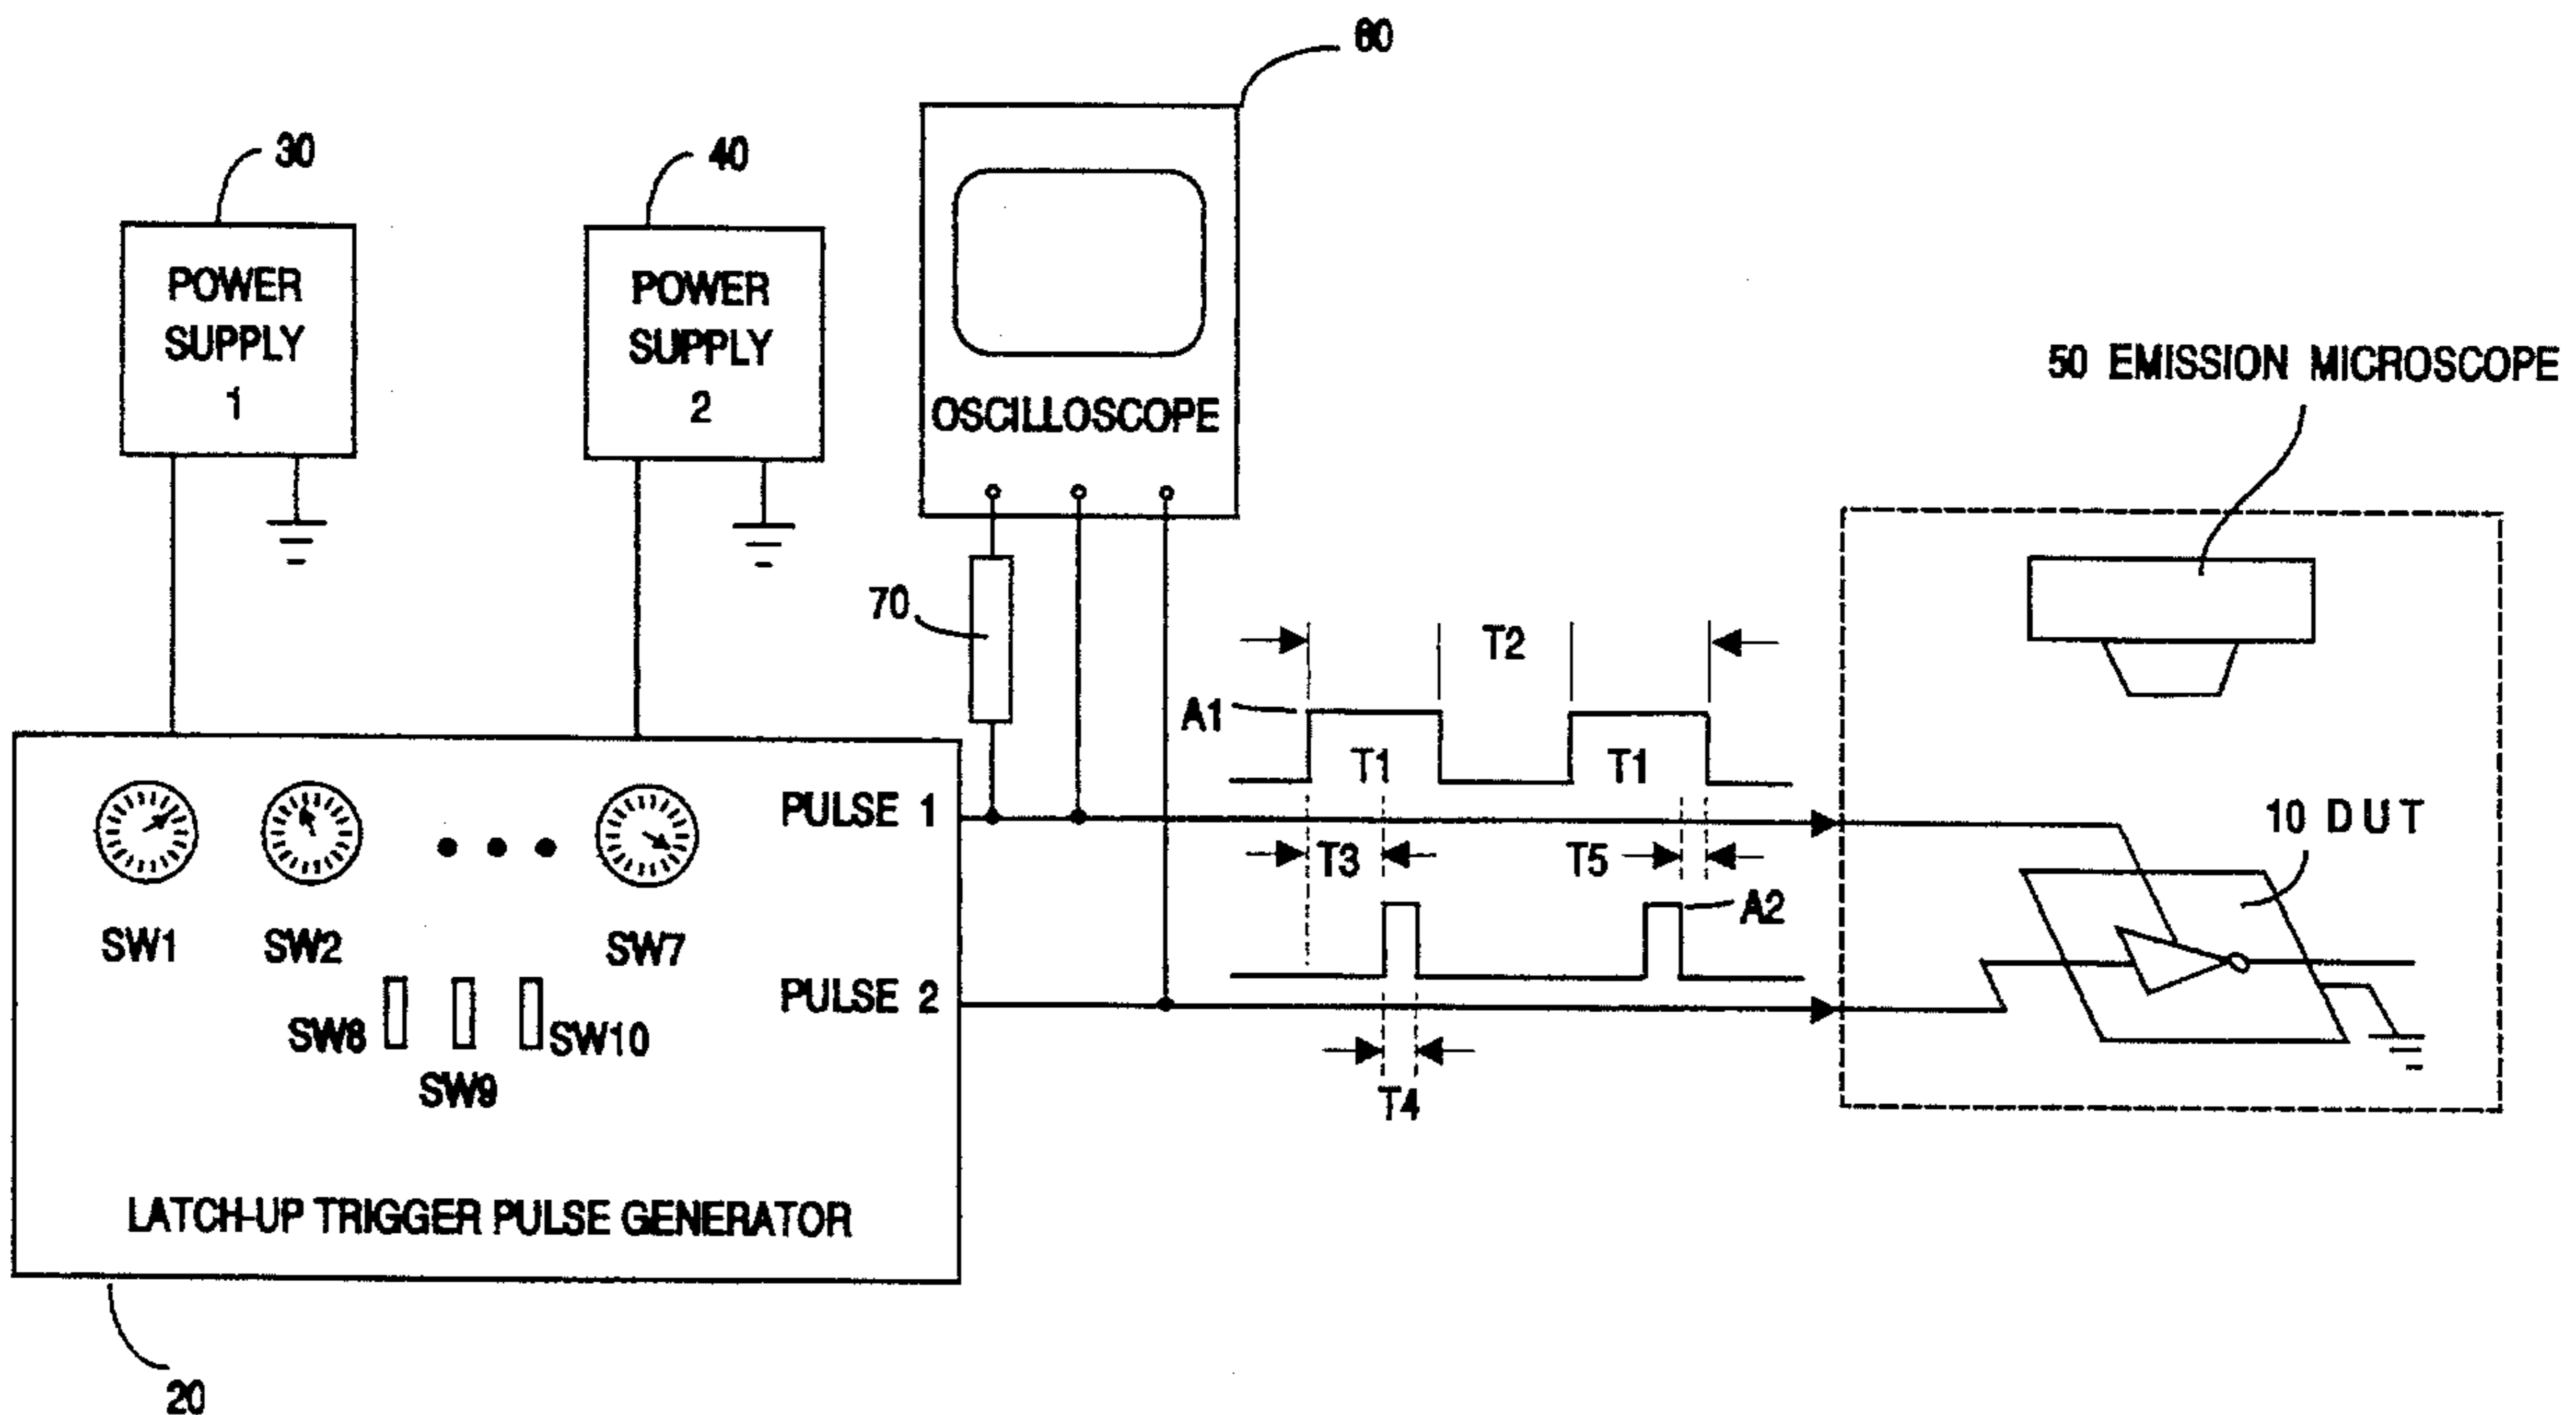 60
30
40
POWER
SUPPLY
1
POWER
SUPPLY
2
OSCILLOSCOPE
50 EMISSION MICROSCOPE
70
T2
A1
T1
T1
PULSE 1
10 DUT
T3
T5
A2
SW1
SW2
SW7
PULSE 2
SW8
SW10
SW9
T4
LATCH-UP TRIGGER PULSE GENERATOR
20